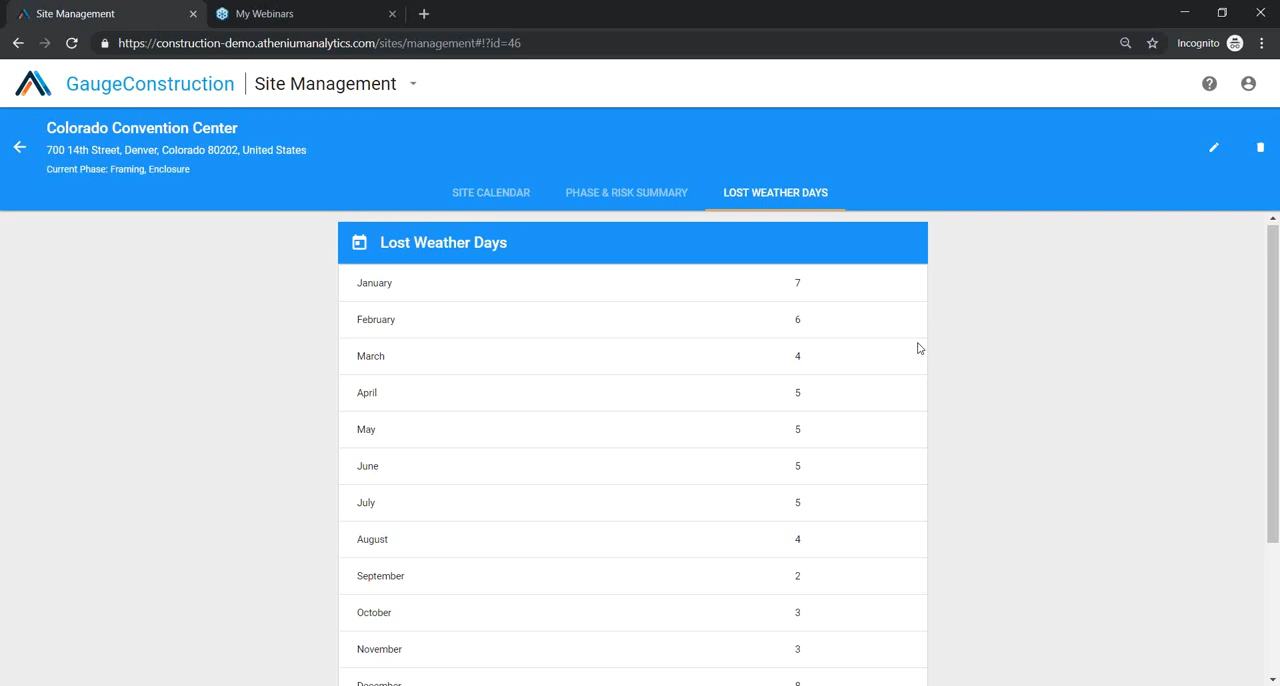 Site Management
My Webinars
https://construction-demo.atheniumanalytics.com/sites/management#!?id=46
Incognito
GaugeConstruction
Site Management
Colorado Convention Center
700 14th Street, Denver, Colorado 80202, United States
Current Phase: Framing, Enclosure
SITE CALENDAR
PHASE & RISK SUMMARY
LOST WEATHER DAYS
Lost Weather Days
January 7
February 6
March 4
April 5
May 5
June 5
July 5
August 4
September 2
October 3
November 3
December